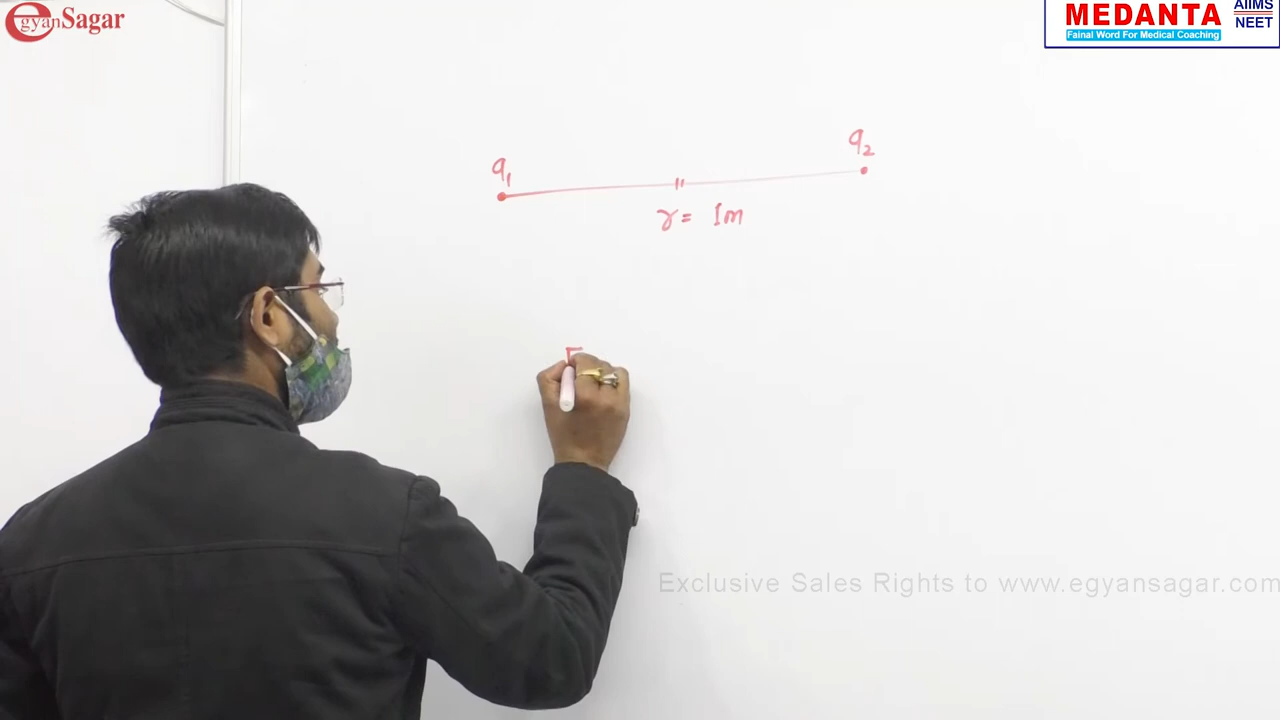 egyanSagar
MEDANTA
AIIMS
NEET
Fainal Word For Medical Coaching
q₁
q₂
r = 1m
F
Exclusive Sales Rights to www.egyansagar.com